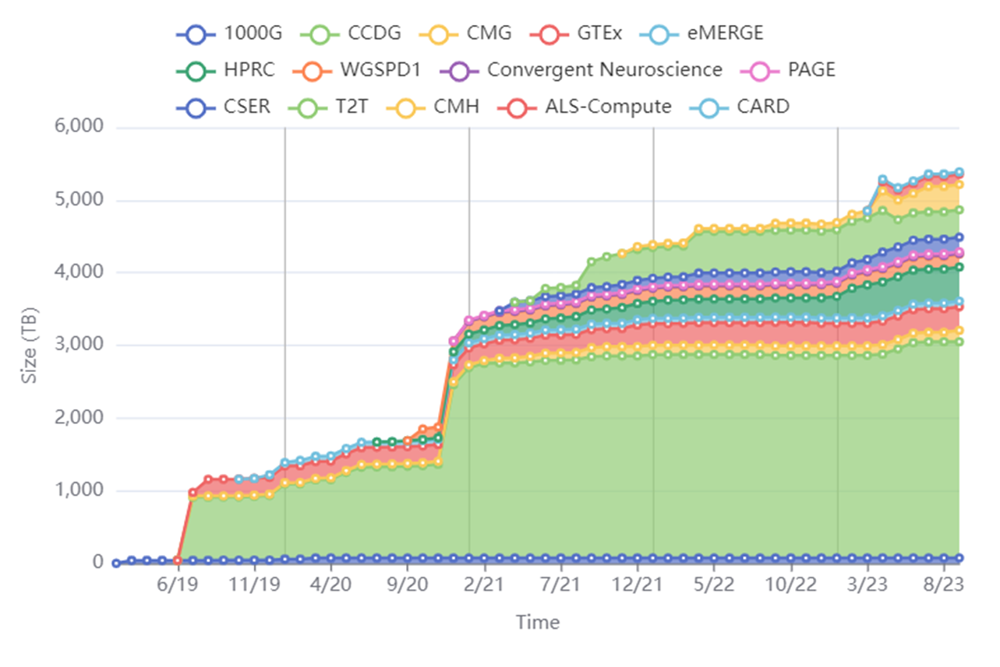 1000G CCDG CMG GTEx eMERGE
HPRC WGSPD1 Convergent Neuroscience PAGE
CSER T2T CMH ALS-Compute CARD
6,000
5,000
4,000
3,000
2,000
1,000
0
Size (TB)
6/19 11/19 4/20 9/20 2/21 7/21 12/21 5/22 10/22 3/23 8/23
Time